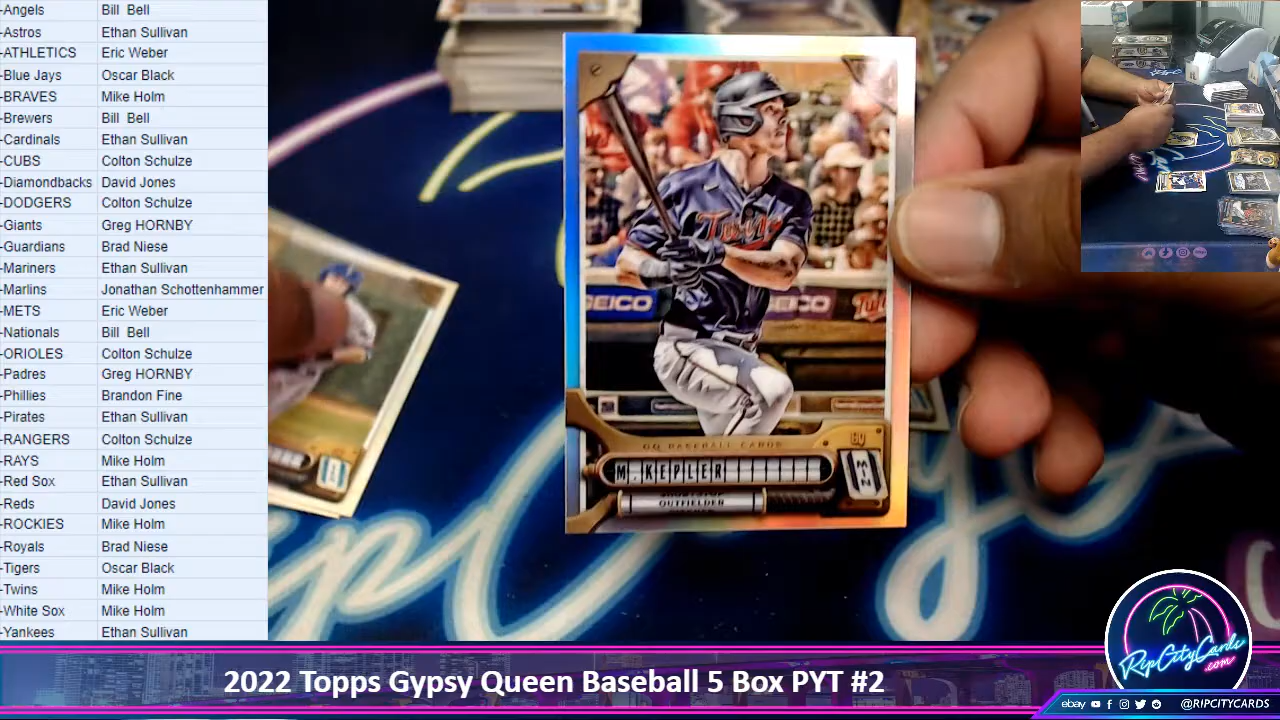 -Angels Bill Bell
-Astros Ethan Sullivan
-ATHLETICS Eric Weber
-Blue Jays Oscar Black
-BRAVES Mike Holm
-Brewers Bill Bell
-Cardinals Ethan Sullivan
-CUBS Colton Schulze
-Diamondbacks David Jones
-DODGERS Colton Schulze
-Giants Greg HORNBY
-Guardians Brad Niese
-Mariners Ethan Sullivan
-Marlins Jonathan Schottenhammer
-METS Eric Weber
-Nationals Bill Bell
-ORIOLES Colton Schulze
-Padres Greg HORNBY
-Phillies Brandon Fine
-Pirates Ethan Sullivan
-RANGERS Colton Schulze
-RAYS Mike Holm
-Red Sox Ethan Sullivan
-Reds David Jones
-ROCKIES Mike Holm
-Royals Brad Niese
-Tigers Oscar Black
-Twins Mike Holm
-White Sox Mike Holm
-Yankees Ethan Sullivan
Twins
GEICO
GEICO
GQ BASEBALL CARDS
GQ
M.KEPLER
MIN
OUTFIELDER
RipCityCards
.com
2022 Topps Gypsy Queen Baseball 5 Box PYT #2
ebay @RIPCITYCARDS